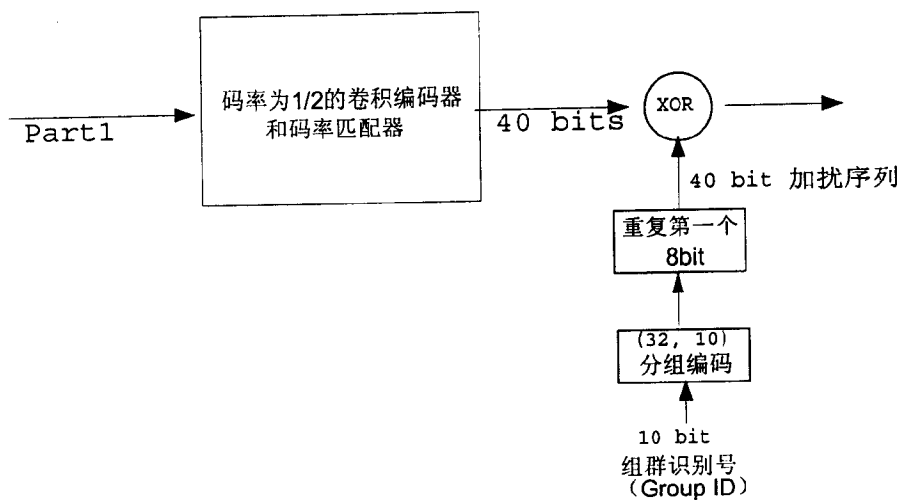 码率为1/2的卷积编码器
和码率匹配器
Part1
40 bits
XOR
40 bit 加扰序列
重复第一个
8bit
(32, 10)
分组编码
10 bit
组群识别号
（Group ID）